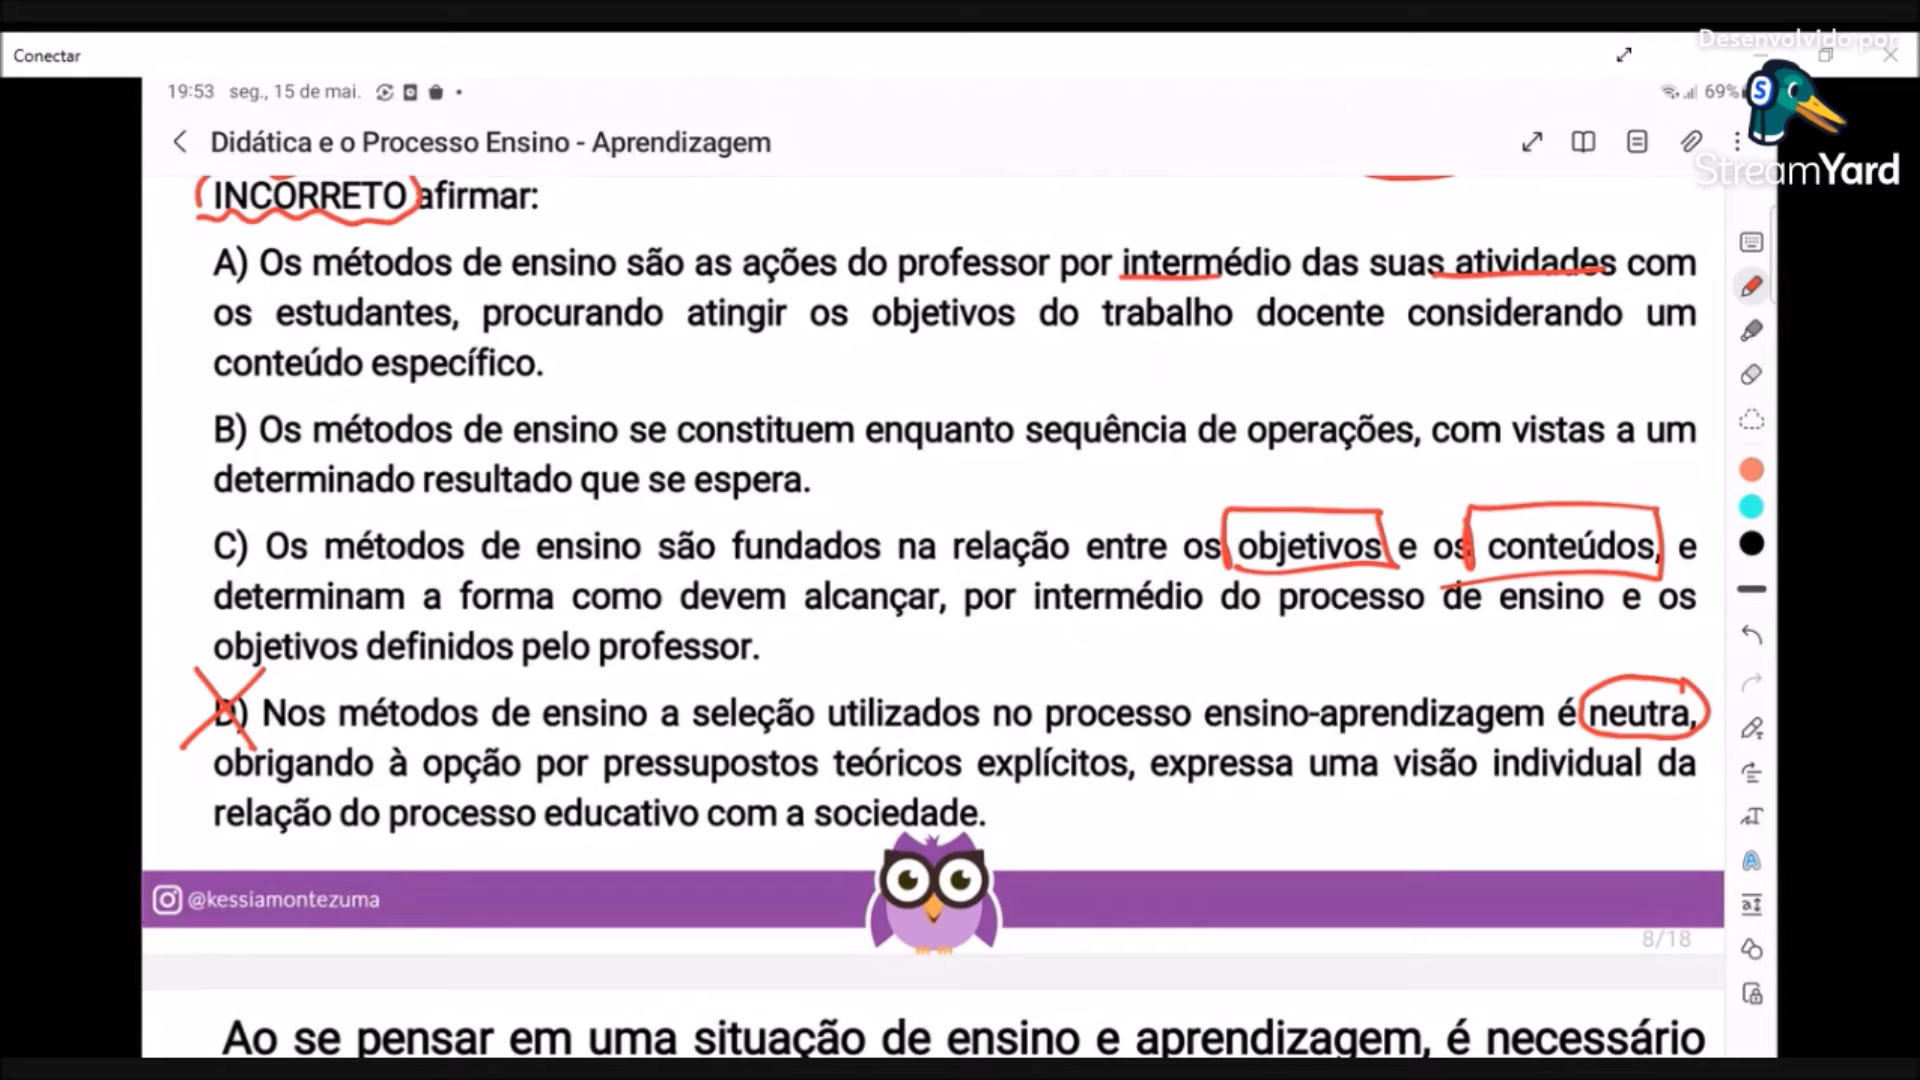 Desenvolvido por
Conectar
19:53 seg., 15 de mai.
69%
Didática e o Processo Ensino - Aprendizagem
StreamYard
INCORRETO afirmar:
A) Os métodos de ensino são as ações do professor por intermédio das suas atividades com
os estudantes, procurando atingir os objetivos do trabalho docente considerando um
conteúdo específico.
B) Os métodos de ensino se constituem enquanto sequência de operações, com vistas a um
determinado resultado que se espera.
C) Os métodos de ensino são fundados na relação entre os objetivos e os conteúdos, e
determinam a forma como devem alcançar, por intermédio do processo de ensino e os
objetivos definidos pelo professor.
D) Nos métodos de ensino a seleção utilizados no processo ensino-aprendizagem é neutra,
obrigando à opção por pressupostos teóricos explícitos, expressa uma visão individual da
relação do processo educativo com a sociedade.
@kessiamontezuma
8/18
Ao se pensar em uma situação de ensino e aprendizagem, é necessário